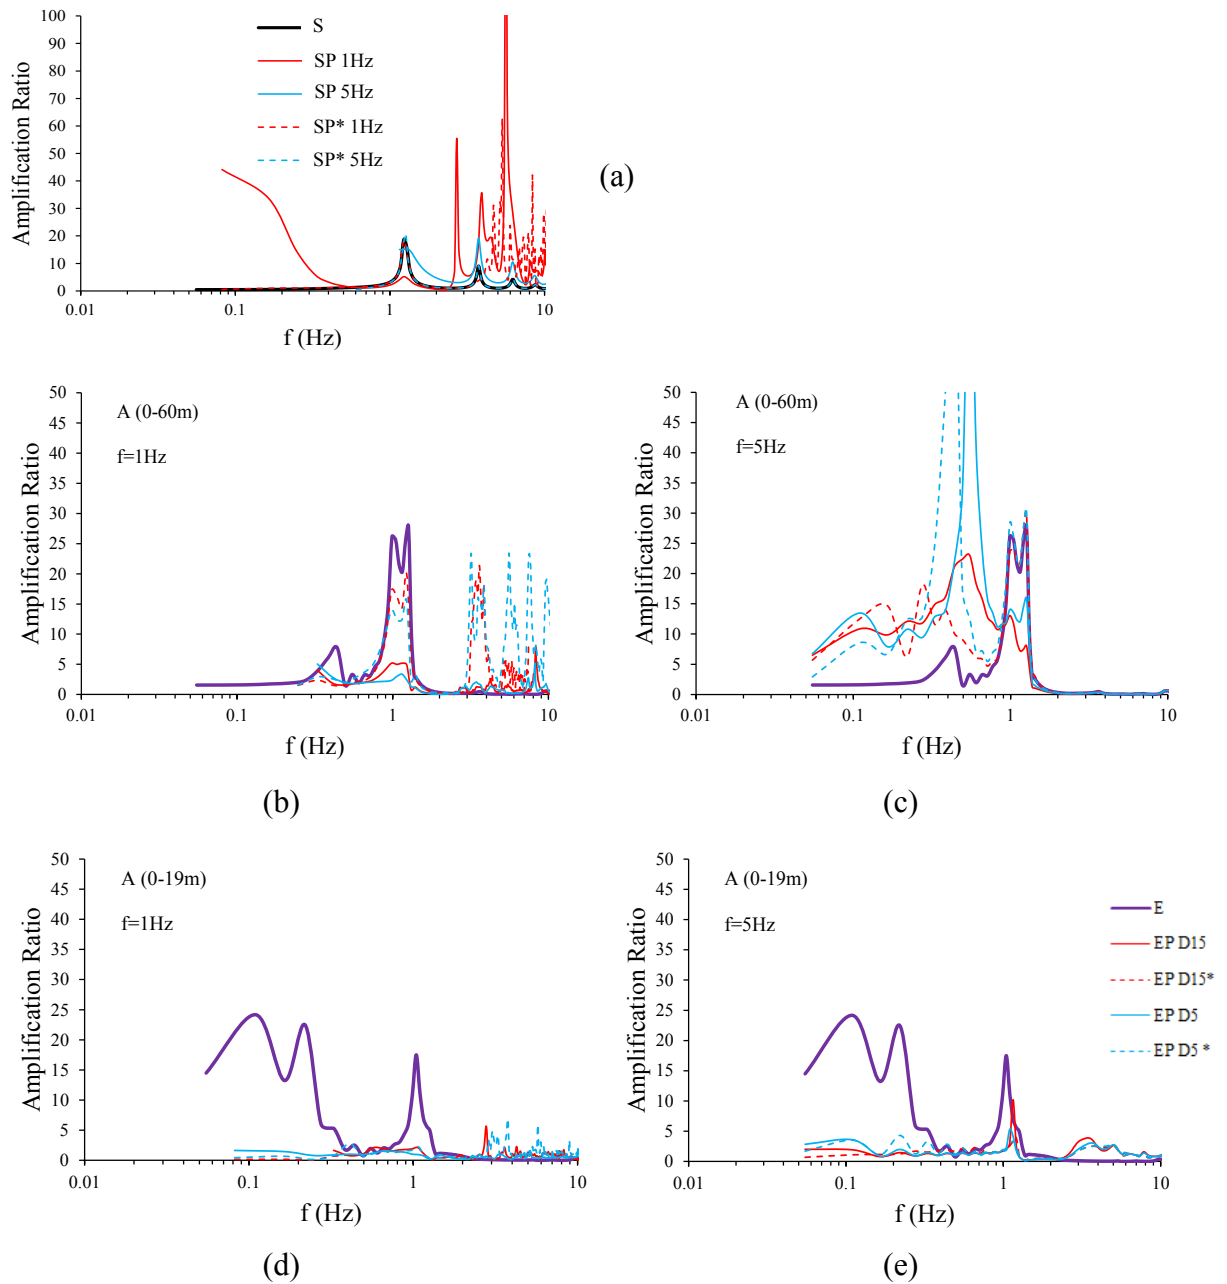 100
90
80
70
60
50
40
30
20
10
0
Amplification Ratio
S
SP 1Hz
SP 5Hz
SP* 1Hz
SP* 5Hz
0.01
0.1
1
10
f (Hz)
(a)
50
45
40
35
30
25
20
15
10
5
0
Amplification Ratio
A (0-60m)
f=1Hz
0.01
0.1
1
10
f (Hz)
(b)
50
45
40
35
30
25
20
15
10
5
0
Amplification Ratio
A (0-60m)
f=5Hz
0.01
0.1
1
10
f (Hz)
(c)
50
45
40
35
30
25
20
15
10
5
0
Amplification Ratio
A (0-19m)
f=1Hz
0.01
0.1
1
10
f (Hz)
(d)
50
45
40
35
30
25
20
15
10
5
0
Amplification Ratio
A (0-19m)
f=5Hz
E
EP D15
EP D15*
EP D5
EP D5 *
0.01
0.1
1
10
f (Hz)
(e)